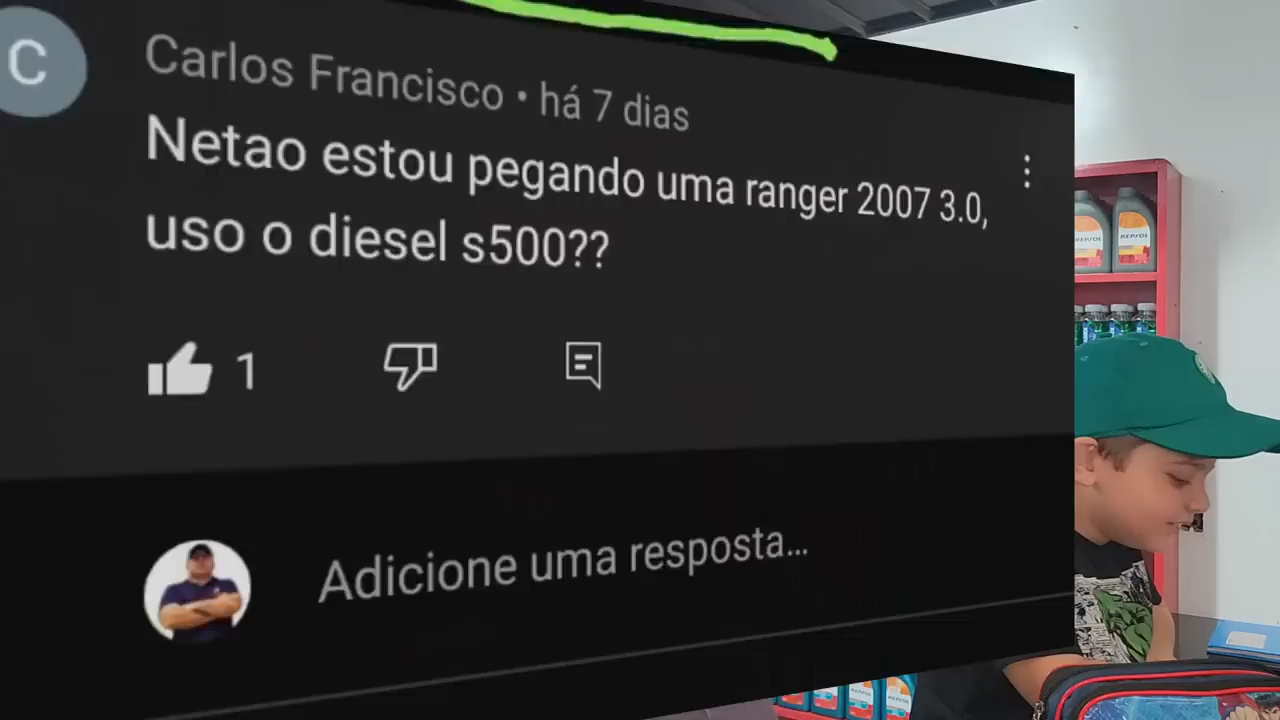 C
Carlos Francisco • há 7 dias
Netao estou pegando uma ranger 2007 3.0,
uso o diesel s500??
1
Adicione uma resposta...
REPSOL
REPSOL